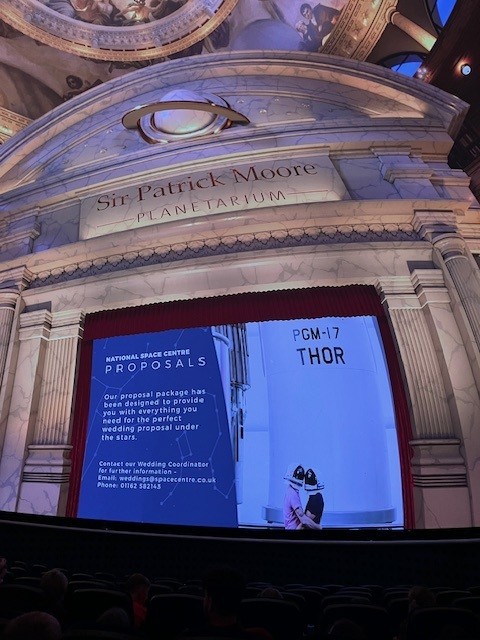 Sir Patrick Moore
PLANETARIUM
NATIONAL SPACE CENTRE
PROPOSALS
Our proposal package has
been designed to provide
you with everything you
need for the perfect
wedding proposal under
the stars.
Contact our Wedding Coordinator
for further information -
Email: weddings@spacecentre.co.uk
Phone: 01162 582143
PGM-17
THOR